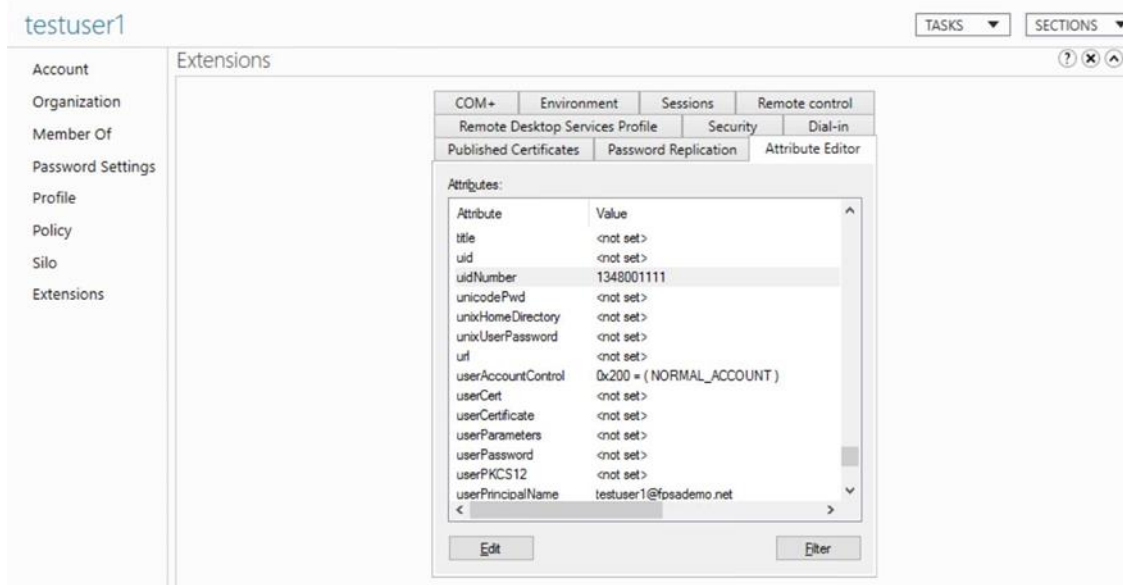 testuser1
TASKS
SECTIONS
Account
Organization
Member Of
Password Settings
Profile
Policy
Silo
Extensions
Extensions
COM+ Environment Sessions Remote control
Remote Desktop Services Profile Security Dial-in
Published Certificates Password Replication Attribute Editor
Attributes:
Attribute Value
title <not set>
uid <not set>
uidNumber 1348001111
unicodePwd <not set>
unixHomeDirectory <not set>
unixUserPassword <not set>
url <not set>
userAccountControl 0x200 = ( NORMAL_ACCOUNT )
userCert <not set>
userCertificate <not set>
userParameters <not set>
userPassword <not set>
userPKCS12 <not set>
userPrincipalName testuser1@fpsademo.net
Edit Filter